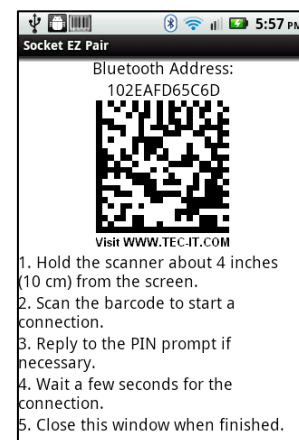 5:57 PM
Socket EZ Pair
Bluetooth Address:
102EAFD65C6D
Visit WWW.TEC-IT.COM
1. Hold the scanner about 4 inches
(10 cm) from the screen.
2. Scan the barcode to start a
connection.
3. Reply to the PIN prompt if
necessary.
4. Wait a few seconds for the
connection.
5. Close this window when finished.